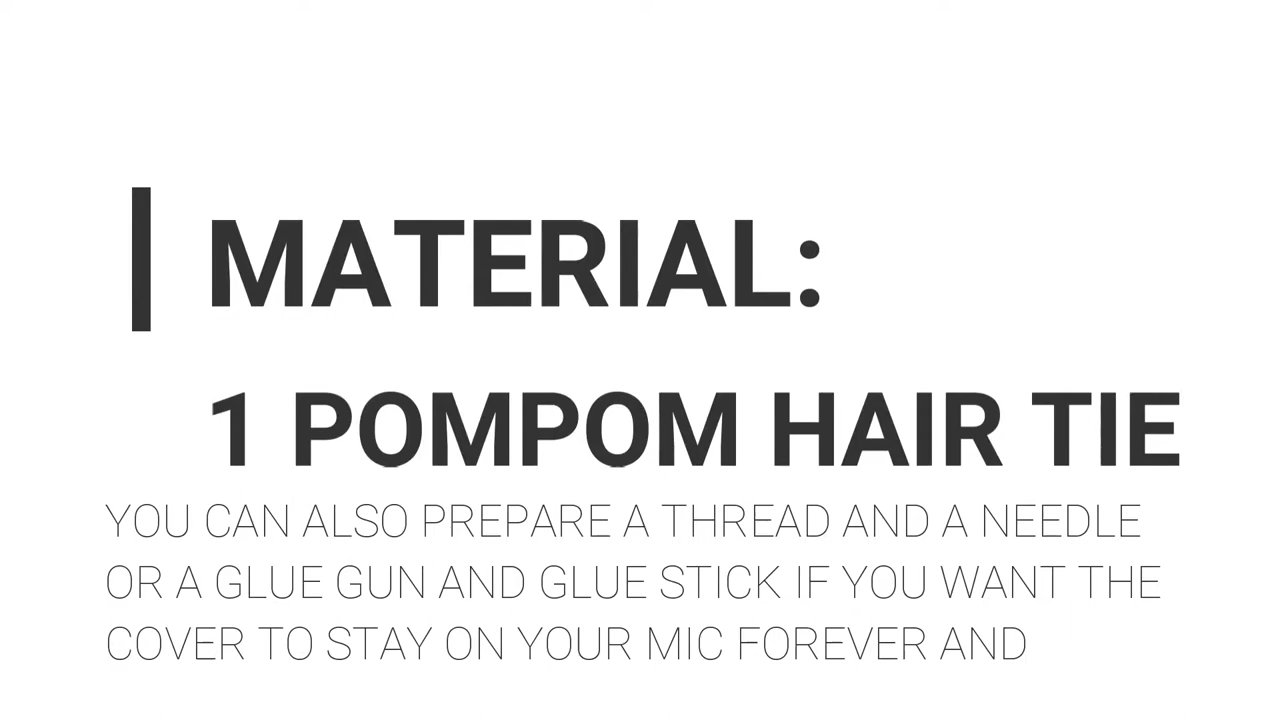 MATERIAL:
1 POMPOM HAIR TIE
YOU CAN ALSO PREPARE A THREAD AND A NEEDLE
OR A GLUE GUN AND GLUE STICK IF YOU WANT THE
COVER TO STAY ON YOUR MIC FOREVER AND